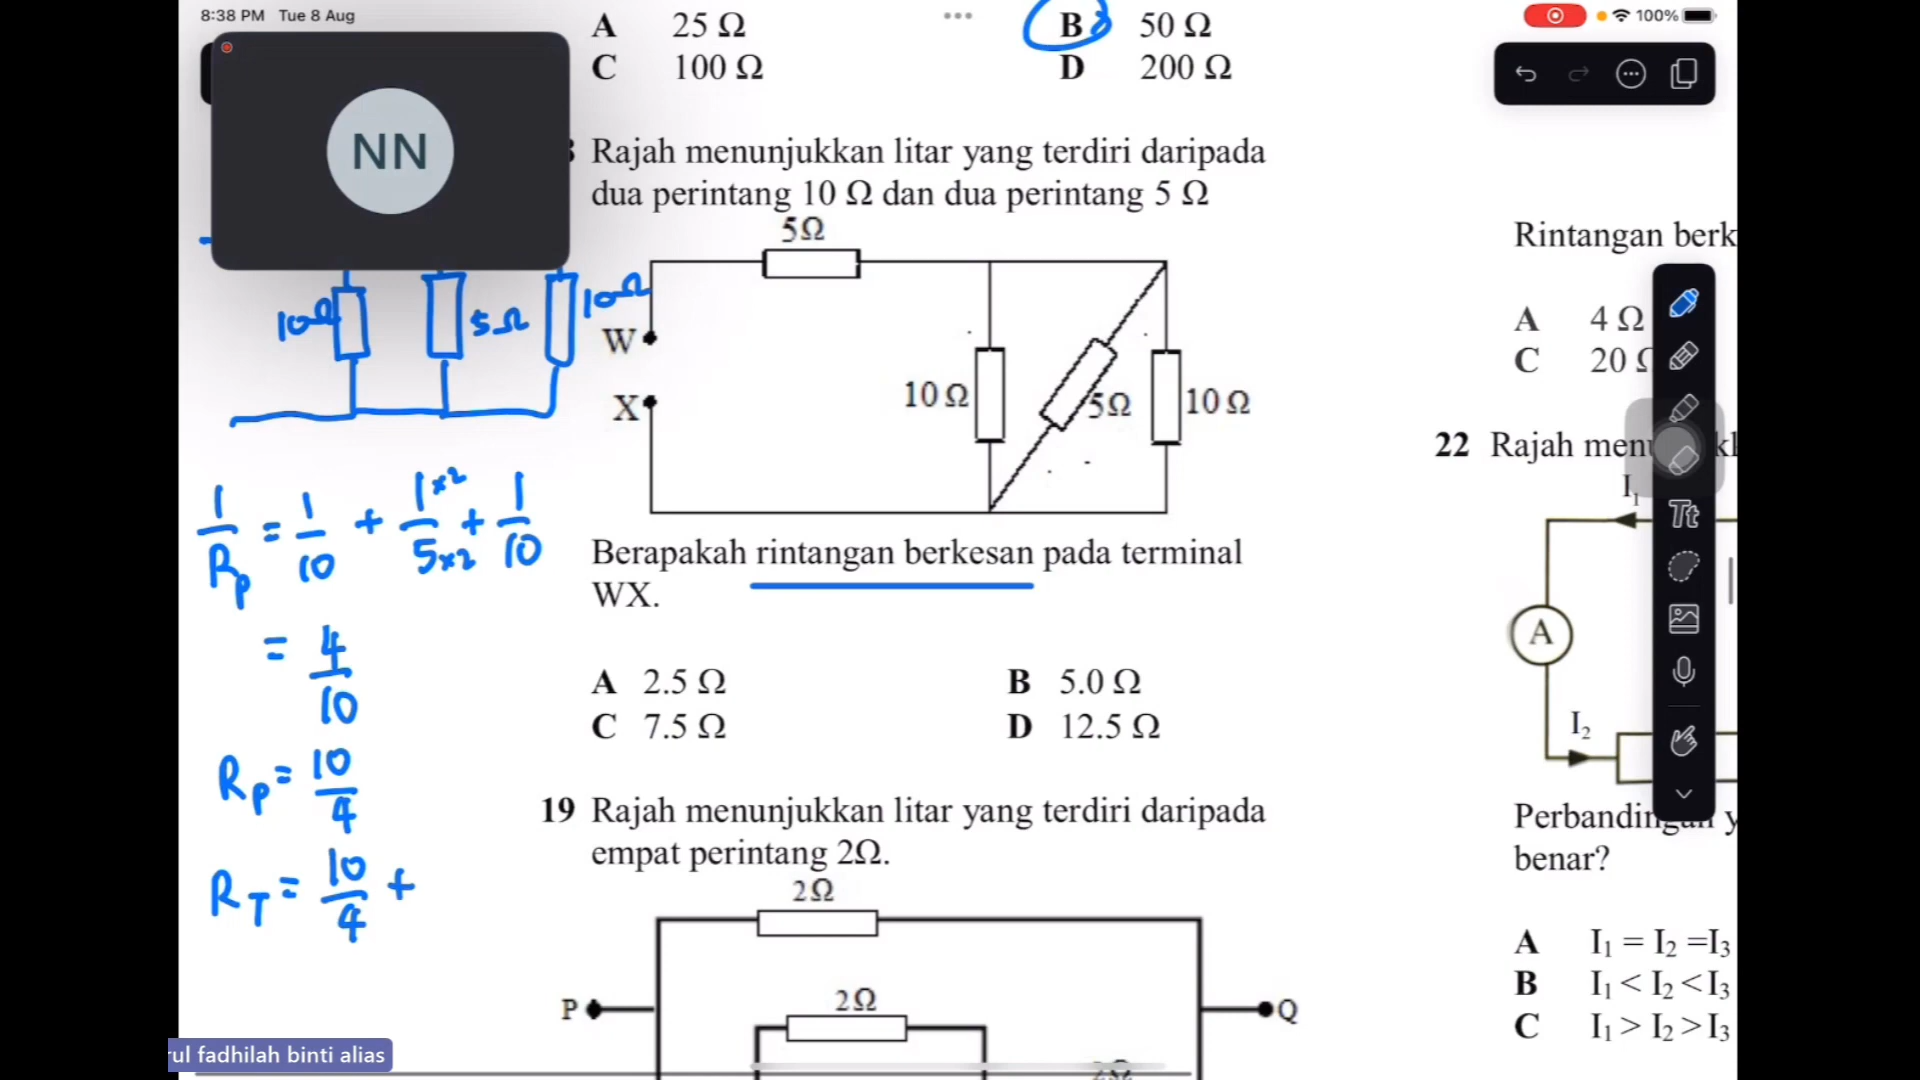 8:38 PM Tue 8 Aug
100%
NN
A 25 Ω B 50 Ω
C 100 Ω D 200 Ω
Rajah menunjukkan litar yang terdiri daripada
dua perintang 10 Ω dan dua perintang 5 Ω
5Ω
W
X
10 Ω
5Ω
10 Ω
Berapakah rintangan berkesan pada terminal
WX.
A 2.5 Ω B 5.0 Ω
C 7.5 Ω D 12.5 Ω
19 Rajah menunjukkan litar yang terdiri daripada
empat perintang 2Ω.
2Ω
P
2Ω
Q
10Ω
5Ω
10Ω
1/Rp = 1/10 + 1×2/5×2 + 1/10
= 4/10
Rp = 10/4
RT = 10/4 +
Rintangan berk
A 4 Ω
C 20 Ω
22 Rajah men
I1
Tt
A
I2
Perbandingan y
benar?
A I1 = I2 =I3
B I1 < I2 <I3
C I1 > I2 >I3
rul fadhilah binti alias